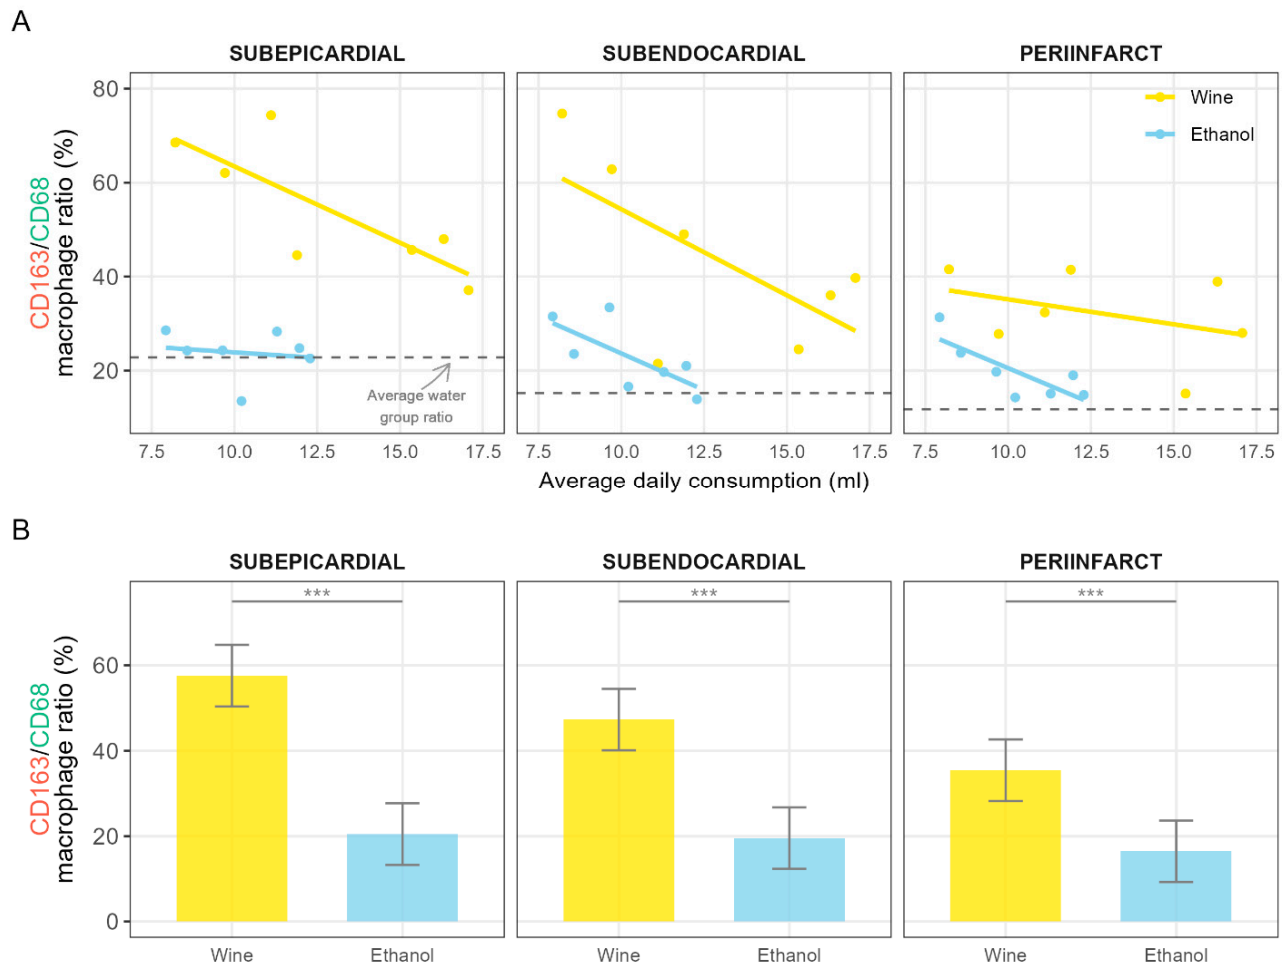 A
SUBEPICARDIAL
SUBENDOCARDIAL
PERIINFARCT
CD163/CD68
macrophage ratio (%)
80
60
40
20
Wine
Ethanol
Average water
group ratio
7.5 10.0 12.5 15.0 17.5
7.5 10.0 12.5 15.0 17.5
7.5 10.0 12.5 15.0 17.5
Average daily consumption (ml)
B
SUBEPICARDIAL
SUBENDOCARDIAL
PERIINFARCT
CD163/CD68
macrophage ratio (%)
60
40
20
0
***
***
***
Wine Ethanol
Wine Ethanol
Wine Ethanol